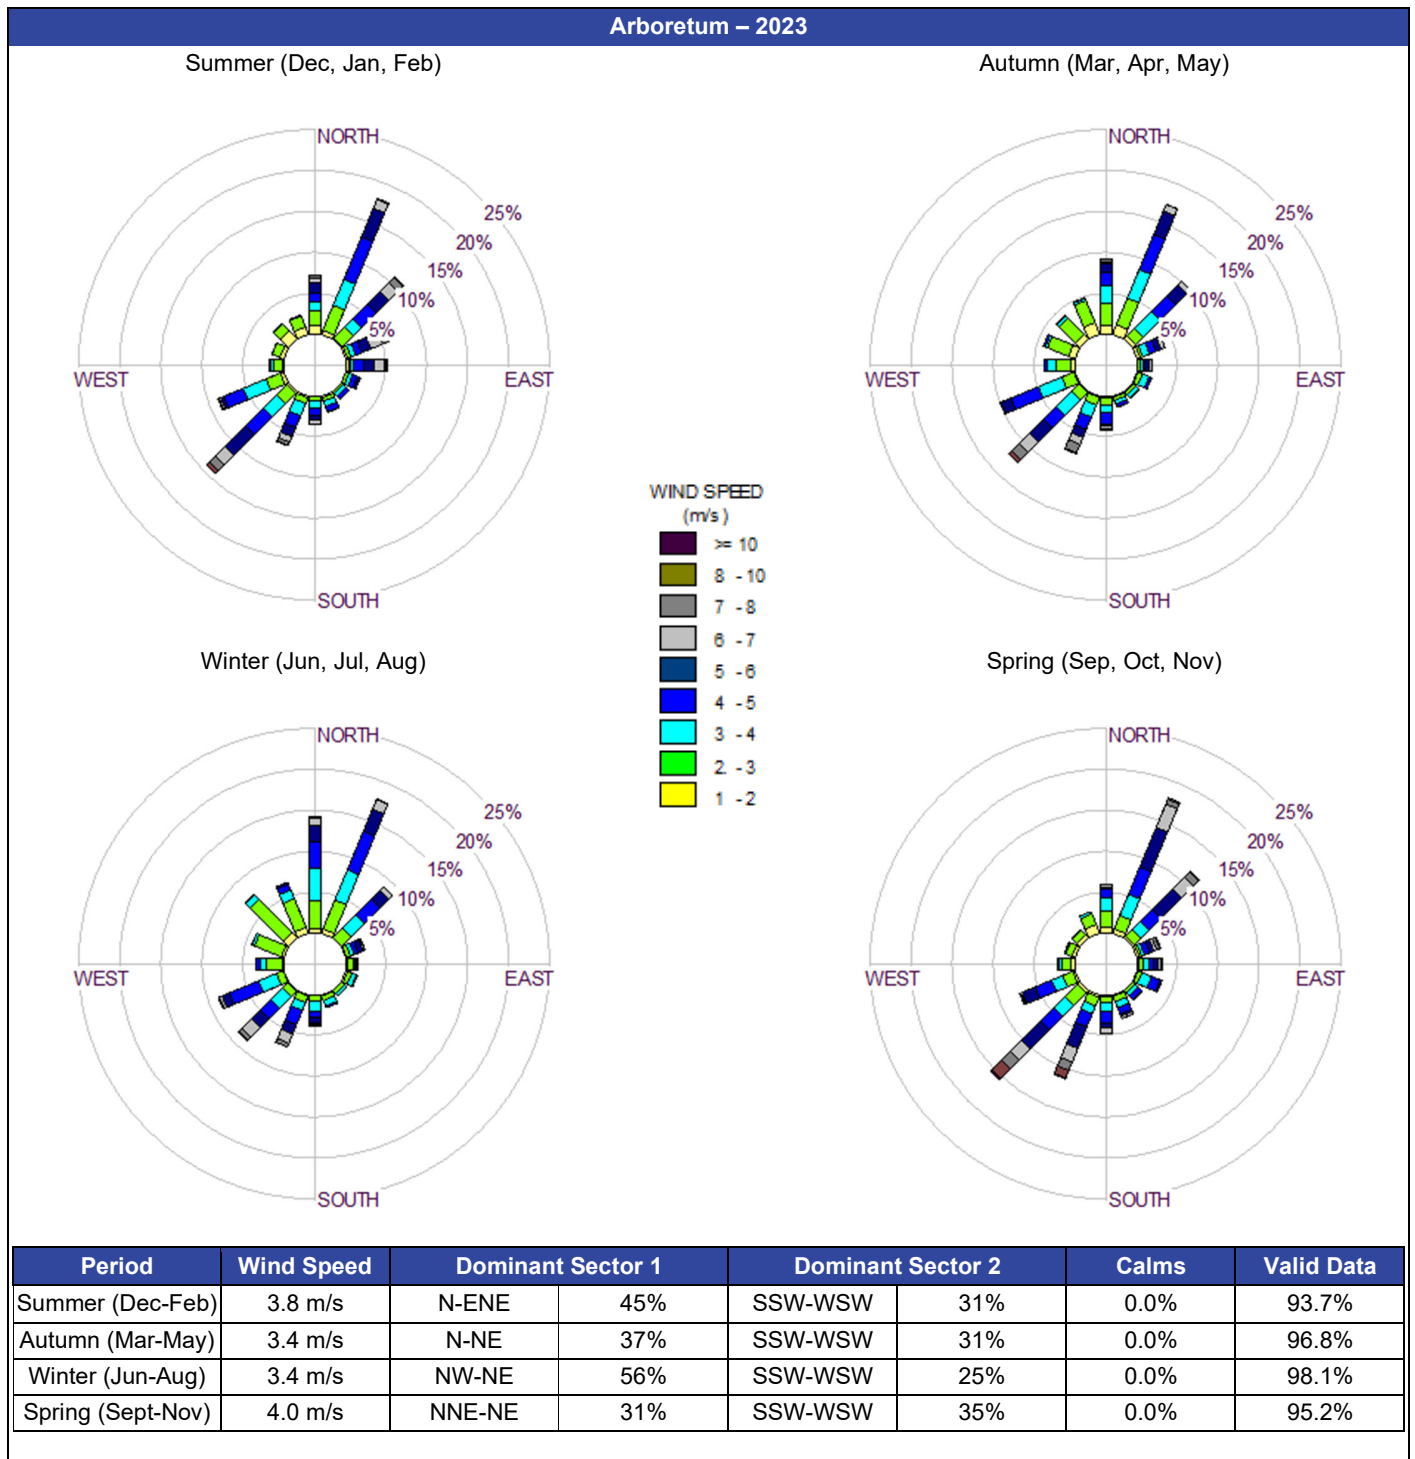 Arboretum – 2023
Summer (Dec, Jan, Feb)
NORTH
25%
20%
15%
10%
5%
WEST
EAST
SOUTH
Autumn (Mar, Apr, May)
NORTH
25%
20%
15%
10%
5%
WEST
EAST
SOUTH
WIND SPEED
(m/s)
>= 10
8 - 10
7 - 8
6 - 7
5 - 6
4 - 5
3 - 4
2 - 3
1 - 2
Winter (Jun, Jul, Aug)
NORTH
25%
20%
15%
10%
5%
WEST
EAST
SOUTH
Spring (Sep, Oct, Nov)
NORTH
25%
20%
15%
10%
5%
WEST
EAST
SOUTH
Period Wind Speed Dominant Sector 1 Dominant Sector 2 Calms Valid Data
Summer (Dec-Feb) 3.8 m/s N-ENE 45% SSW-WSW 31% 0.0% 93.7%
Autumn (Mar-May) 3.4 m/s N-NE 37% SSW-WSW 31% 0.0% 96.8%
Winter (Jun-Aug) 3.4 m/s NW-NE 56% SSW-WSW 25% 0.0% 98.1%
Spring (Sept-Nov) 4.0 m/s NNE-NE 31% SSW-WSW 35% 0.0% 95.2%